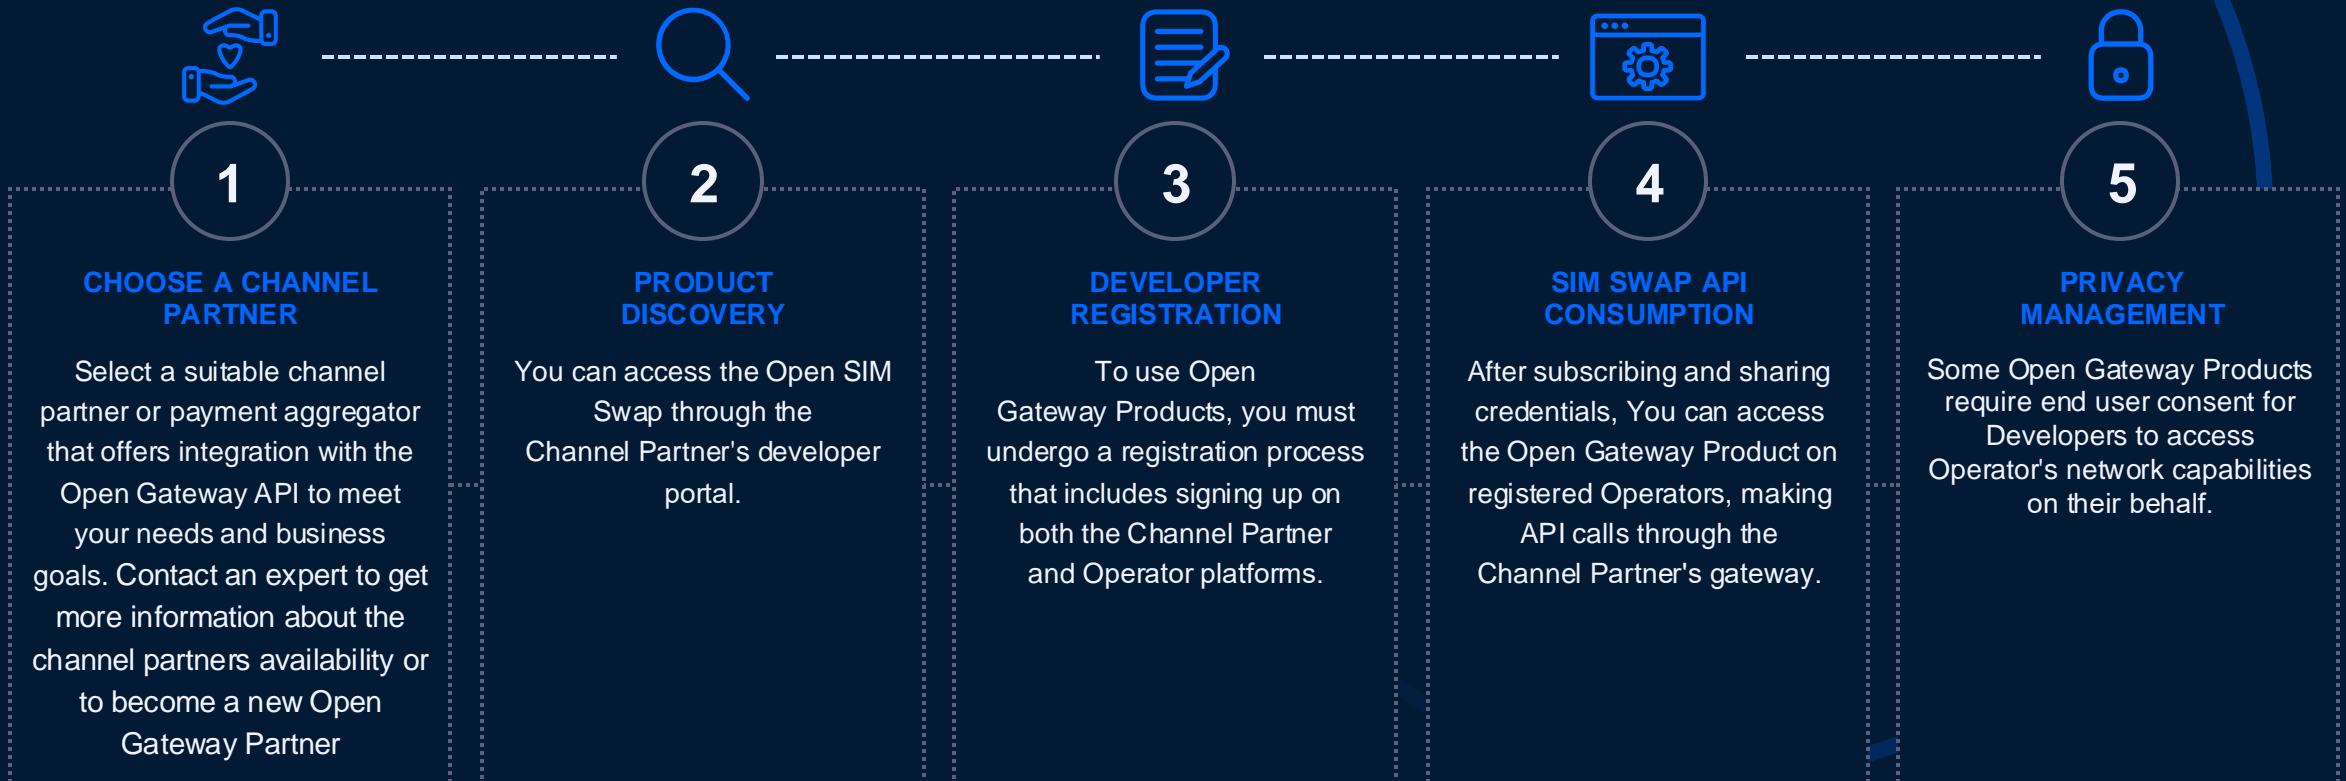 1
CHOOSE A CHANNEL
PARTNER
Select a suitable channel
partner or payment aggregator
that offers integration with the
Open Gateway API to meet
your needs and business
goals. Contact an expert to get
more information about the
channel partners availability or
to become a new Open
Gateway Partner
2
PRODUCT
DISCOVERY
You can access the Open SIM
Swap through the
Channel Partner's developer
portal.
3
DEVELOPER
REGISTRATION
To use Open
Gateway Products, you must
undergo a registration process
that includes signing up on
both the Channel Partner
and Operator platforms.
4
SIM SWAP API
CONSUMPTION
After subscribing and sharing
credentials, You can access
the Open Gateway Product on
registered Operators, making
API calls through the
Channel Partner's gateway.
5
PRIVACY
MANAGEMENT
Some Open Gateway Products
require end user consent for
Developers to access
Operator's network capabilities
on their behalf.